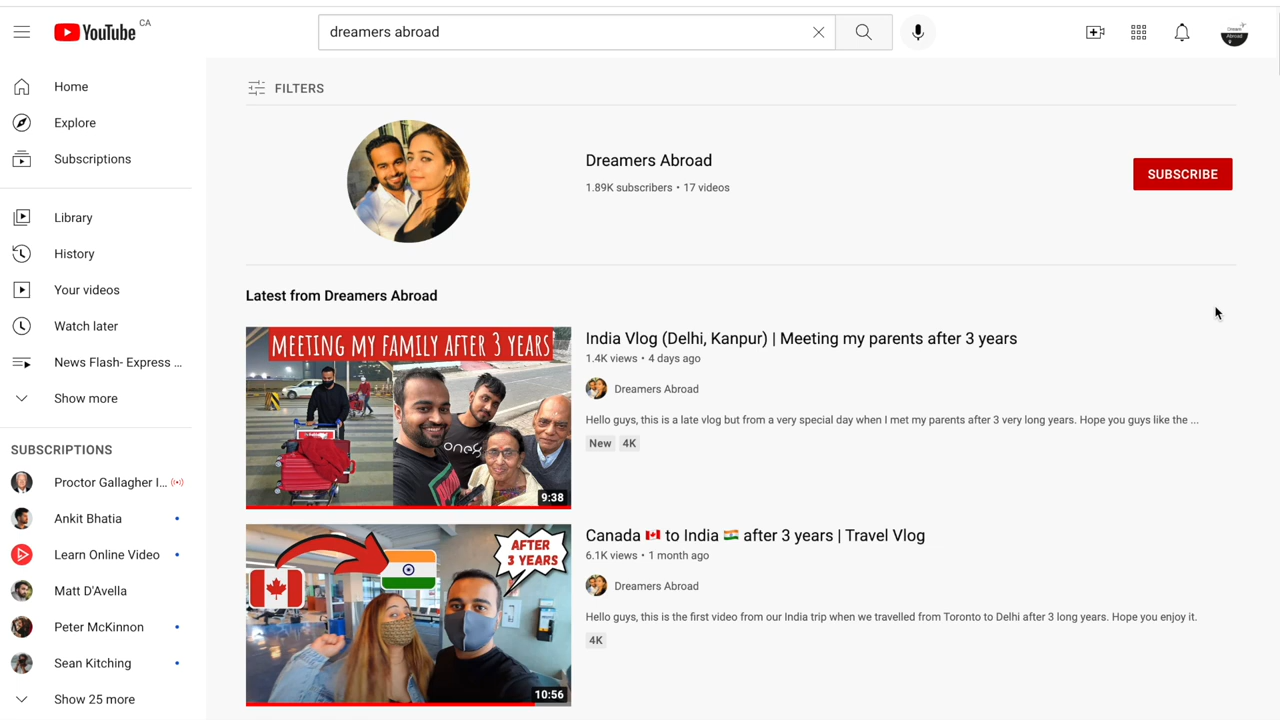 YouTube CA
dreamers abroad
Dream
Abroad
Home
Explore
Subscriptions
Library
History
Your videos
Watch later
News Flash- Express ...
Show more
SUBSCRIPTIONS
Proctor Gallagher I...
Ankit Bhatia
Learn Online Video
Matt D'Avella
Peter McKinnon
Sean Kitching
Show 25 more
FILTERS
Dreamers Abroad
1.89K subscribers • 17 videos
SUBSCRIBE
Latest from Dreamers Abroad
MEETING MY FAMILY AFTER 3 YEARS
9:38
India Vlog (Delhi, Kanpur) | Meeting my parents after 3 years
1.4K views • 4 days ago
Dreamers Abroad
Hello guys, this is a late vlog but from a very special day when I met my parents after 3 very long years. Hope you guys like the ...
New 4K
AFTER
3 YEARS
10:56
Canada 🇨🇦 to India 🇮🇳 after 3 years | Travel Vlog
6.1K views • 1 month ago
Dreamers Abroad
Hello guys, this is the first video from our India trip when we travelled from Toronto to Delhi after 3 long years. Hope you enjoy it.
4K